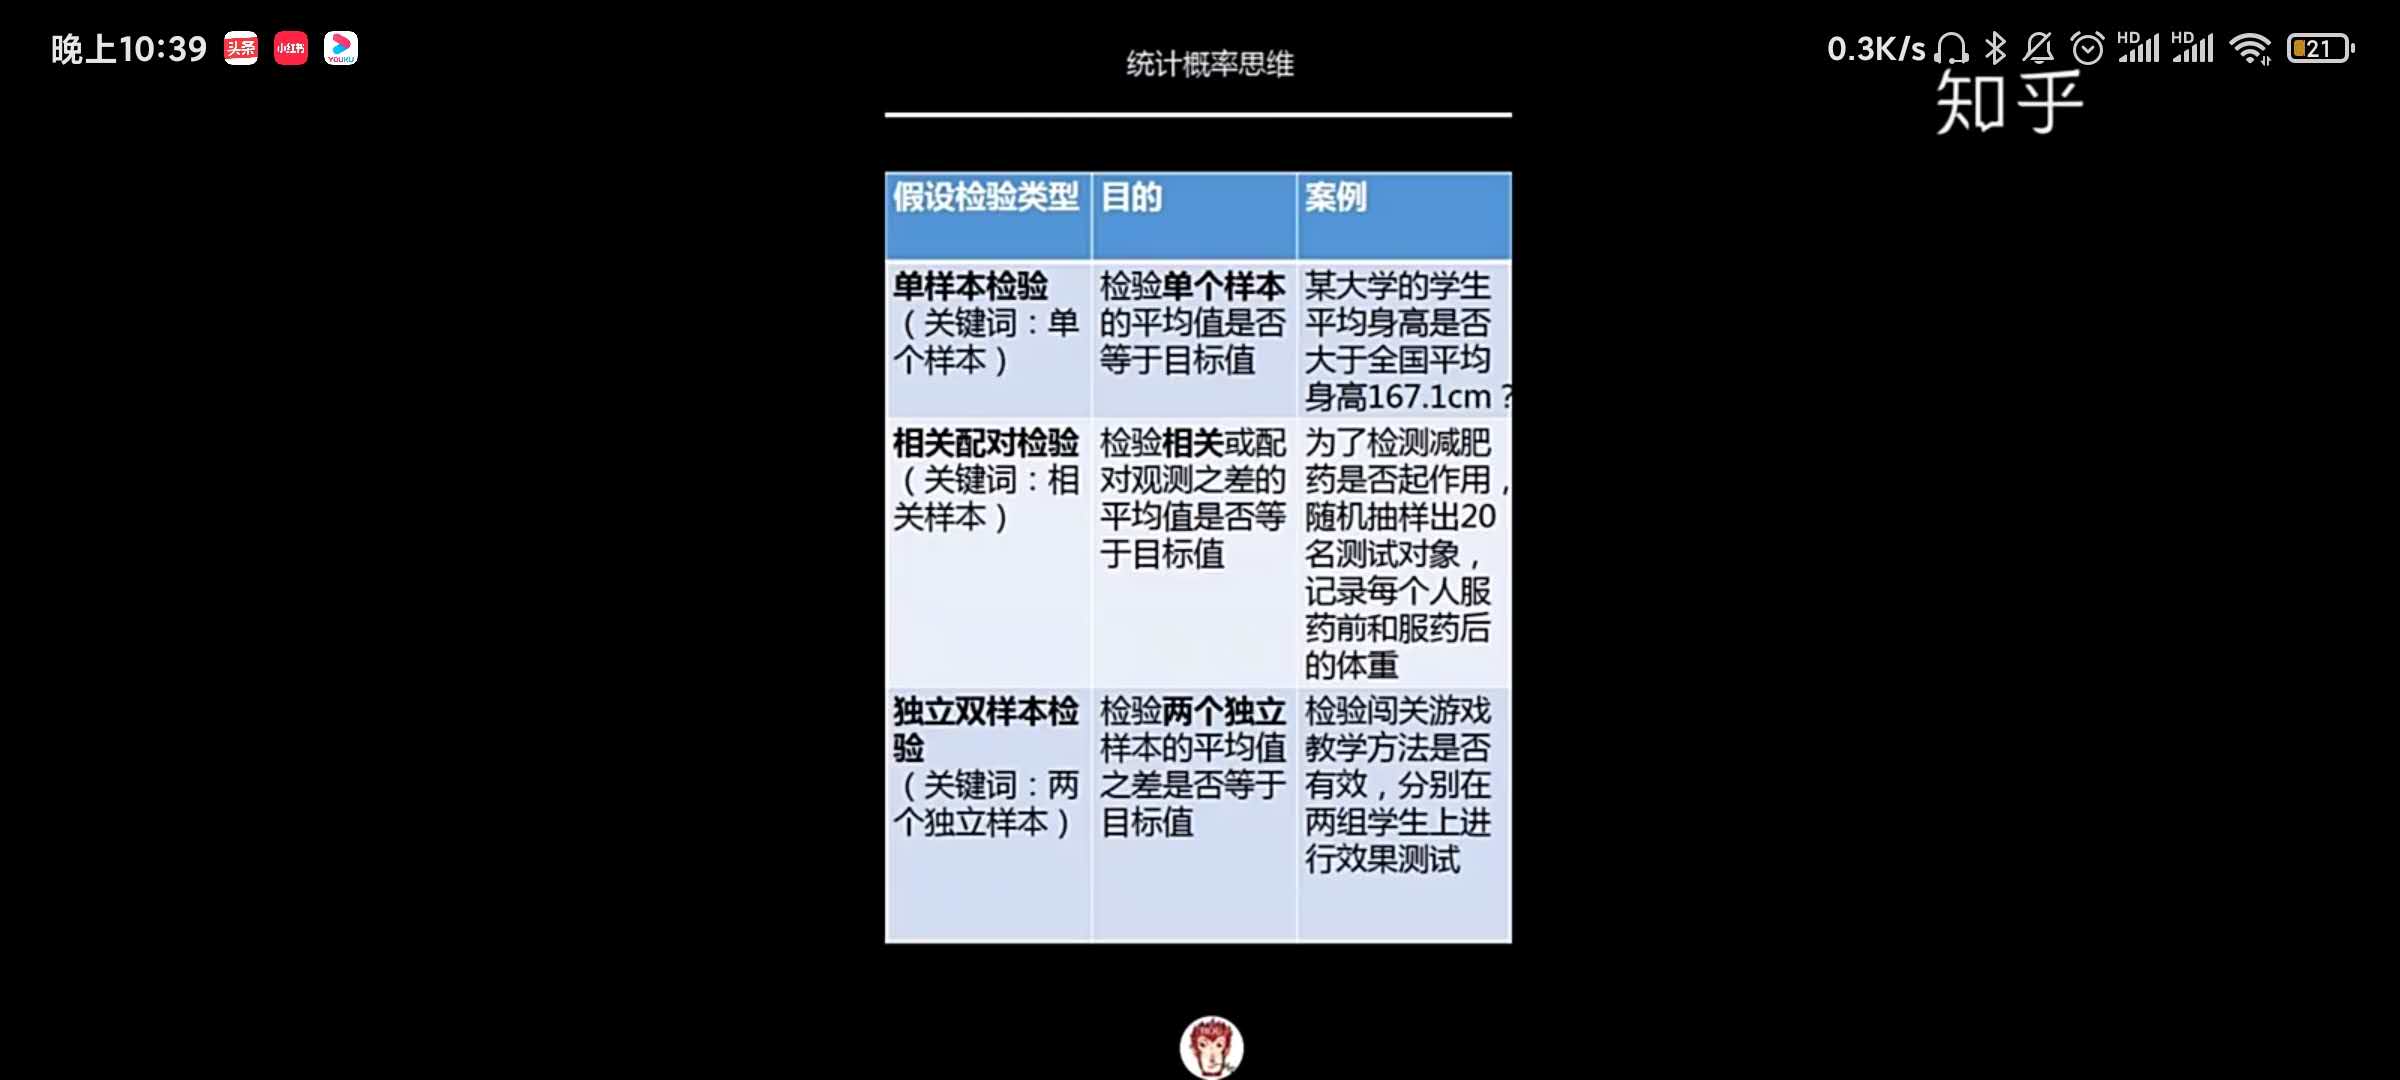 晚上10:39 头条 小红书 YOUKU 0.3K/s HD HD 21
统计概率思维
知乎
假设检验类型 目的 案例
单样本检验
（关键词：单
个样本）
检验单个样本
的平均值是否
等于目标值
某大学的学生
平均身高是否
大于全国平均
身高167.1cm？
相关配对检验
（关键词：相
关样本）
检验相关或配
对观测之差的
平均值是否等
于目标值
为了检测减肥
药是否起作用，
随机抽样出20
名测试对象，
记录每个人服
药前和服药后
的体重
独立双样本检
验
（关键词：两
个独立样本）
检验两个独立
样本的平均值
之差是否等于
目标值
检验闯关游戏
教学方法是否
有效，分别在
两组学生上进
行效果测试